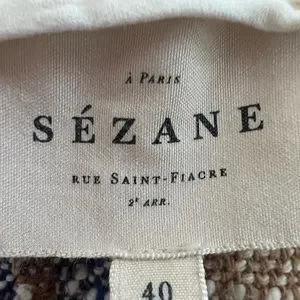 À PARIS
SÉZANE
RUE SAINT-FIACRE
2E ARR.
40